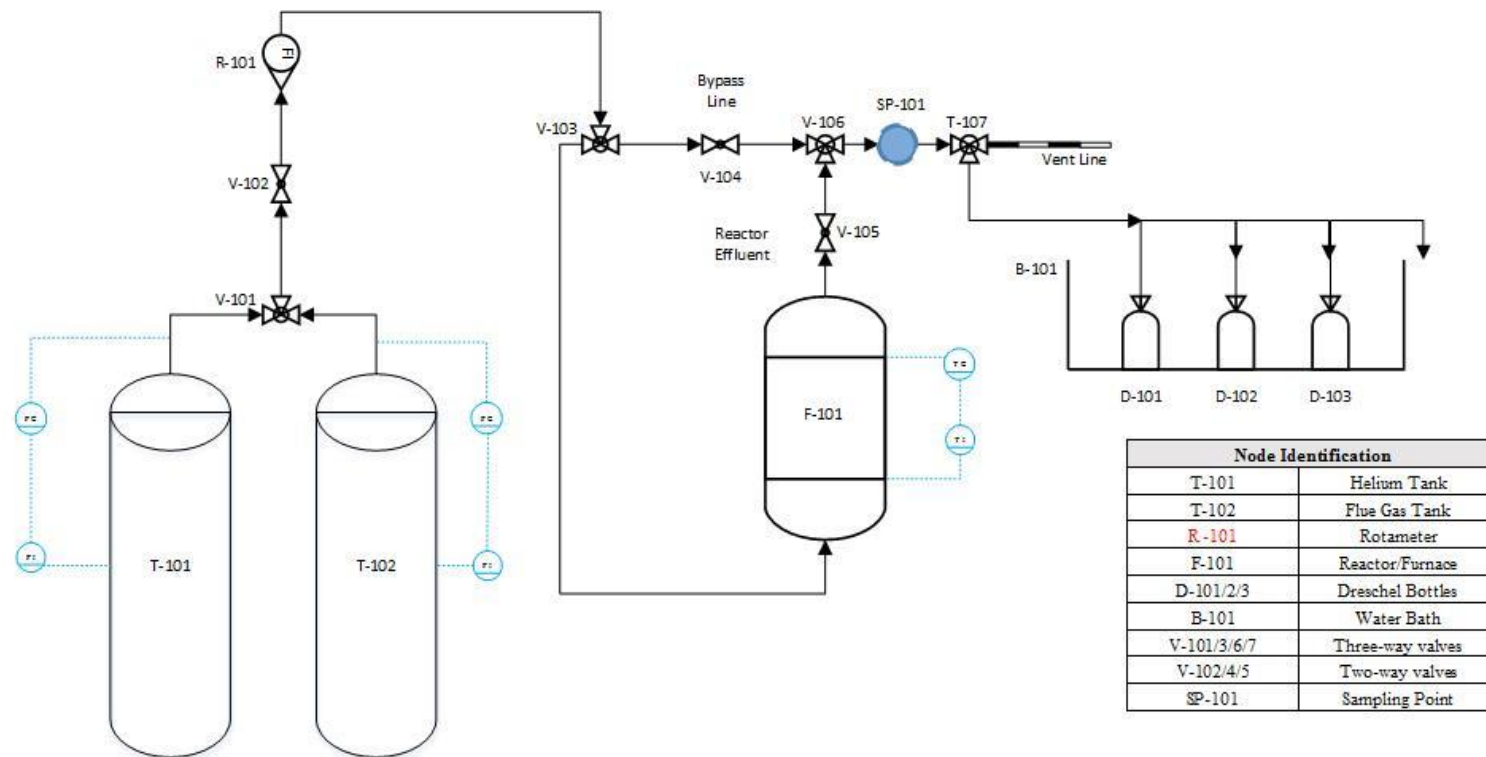 FI
R-101
Bypass
Line
SP-101
V-103
V-106
T-107
Vent Line
V-102
V-104
Reactor
Effluent
V-105
B-101
V-101
TC
TI
F-101
D-101
D-102
D-103
T-101
T-102
Node Identification
T-101 Helium Tank
T-102 Flue Gas Tank
R-101 Rotameter
F-101 Reactor/Furnace
D-101/2/3 Dreschel Bottles
B-101 Water Bath
V-101/3/6/7 Three-way valves
V-102/4/5 Two-way valves
SP-101 Sampling Point